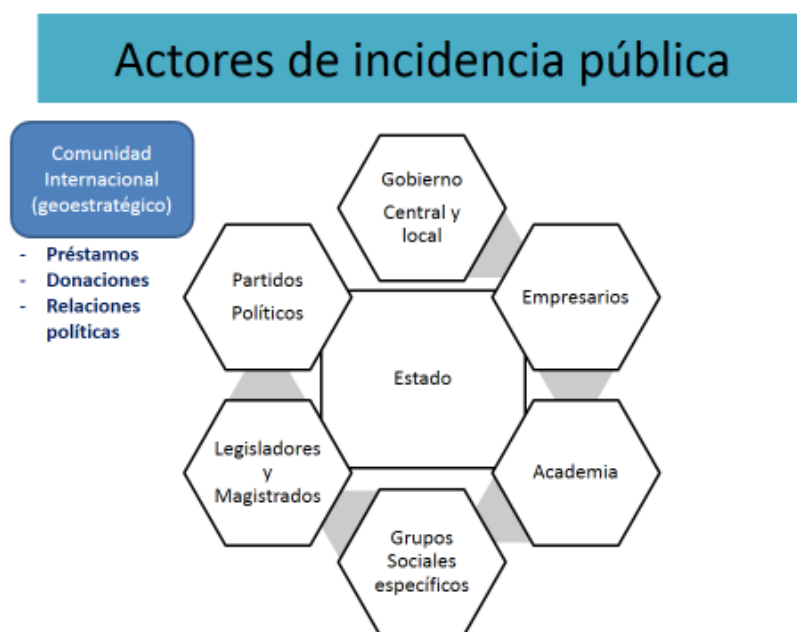 Actores de incidencia pública
Comunidad
Internacional
(geoestratégico)
- Préstamos
- Donaciones
- Relaciones
políticas
Gobierno
Central y
local
Partidos
Políticos
Empresarios
Estado
Legisladores
y
Magistrados
Academia
Grupos
Sociales
específicos